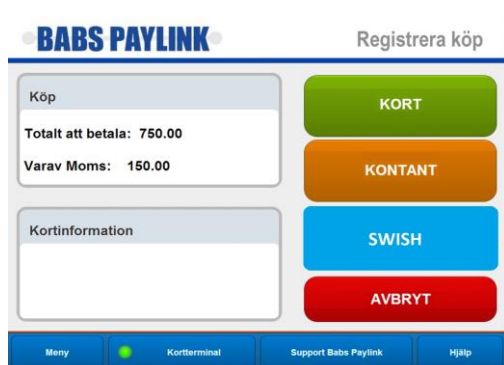 BABS PAYLINK
Registrera köp
Köp
Totalt att betala: 750.00
Varav Moms: 150.00
Kortinformation
KORT
KONTANT
SWISH
AVBRYT
Meny
Kortterminal
Support Babs Paylink
Hjälp